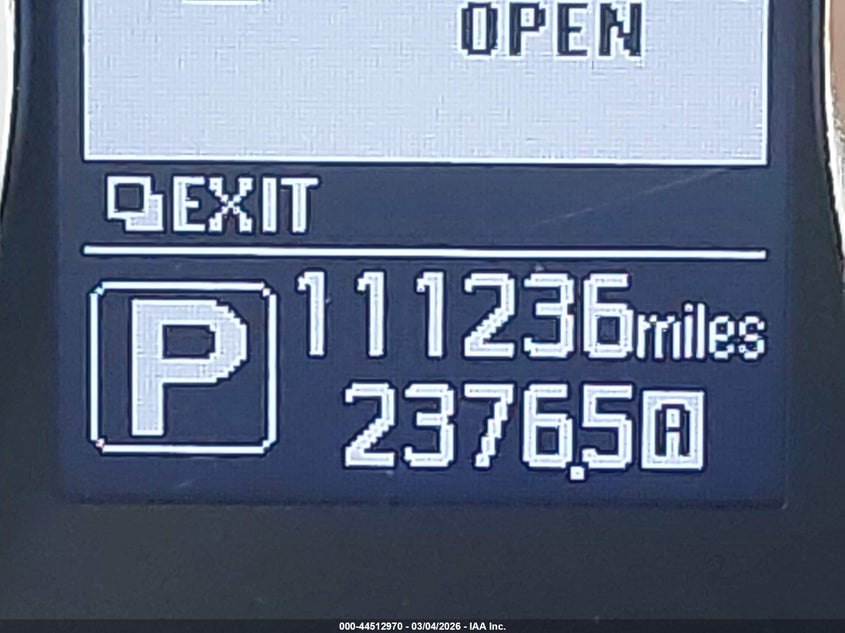 OPEN
EXIT
P
111236miles
2376.5A
000-44512970 - 03/04/2026 - IAA Inc.